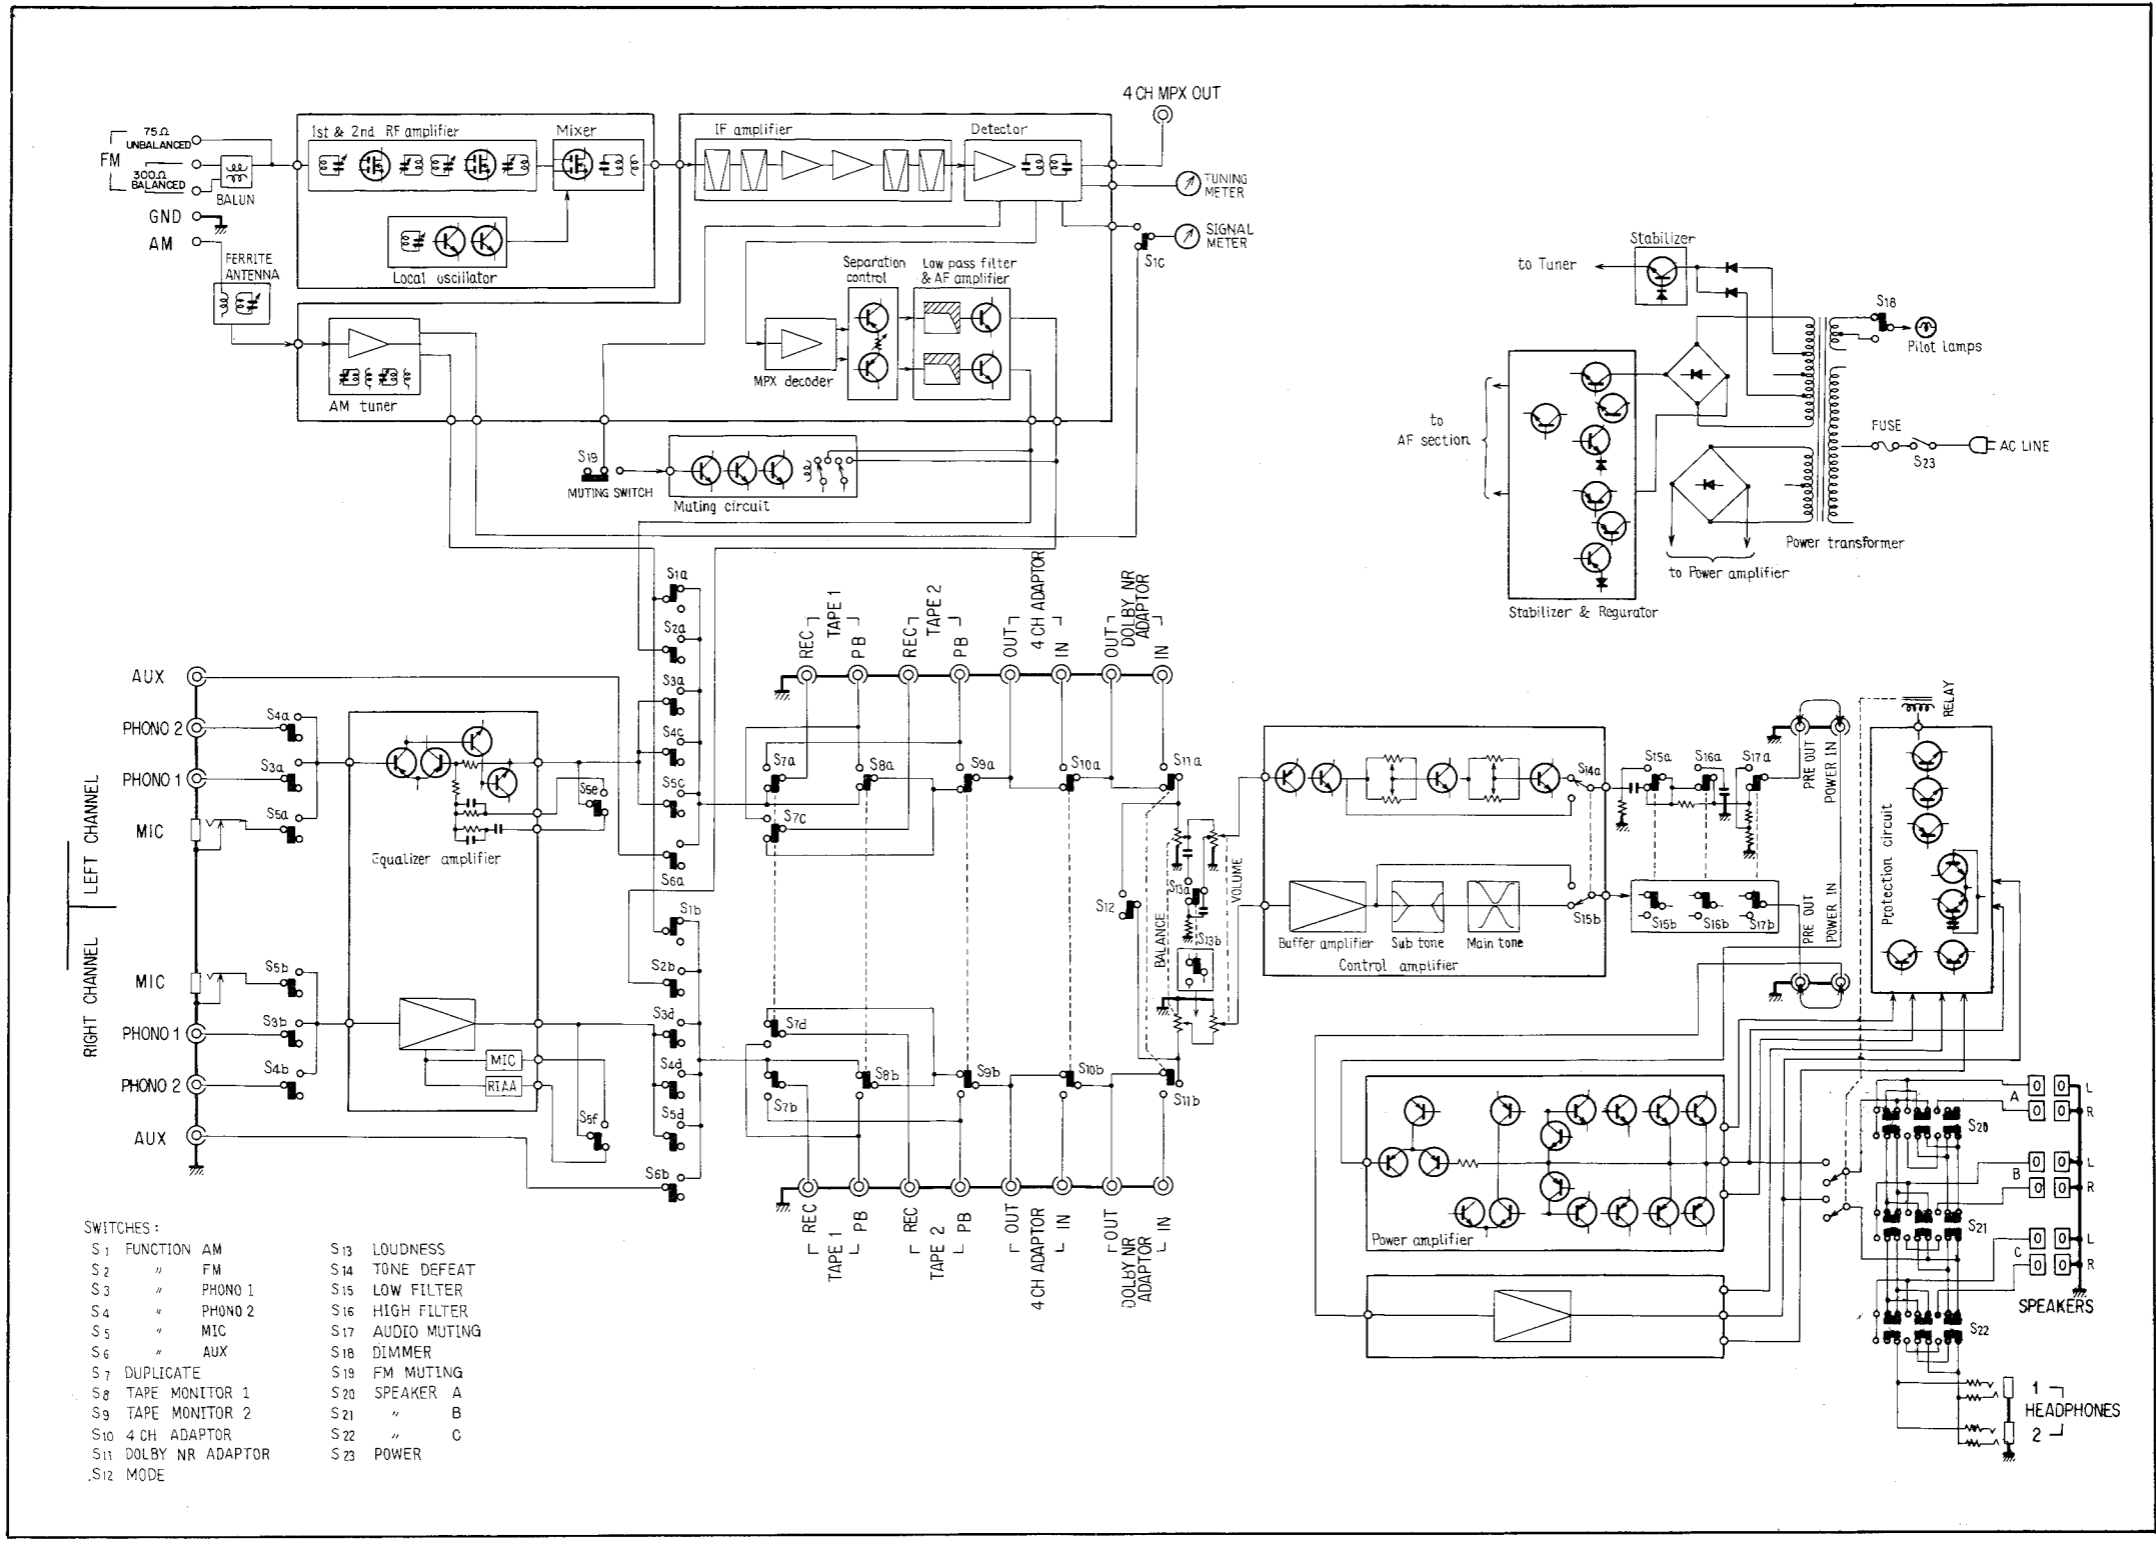 4 CH MPX OUT
75Ω
UNBALANCED
FM
300Ω
BALANCED
BALUN
GND
AM
FERRITE
ANTENNA
1st & 2nd RF amplifier
Mixer
Local oscillator
IF amplifier
Detector
TUNING
METER
SIGNAL
METER
S1C
Separation
control
Low pass filter
& AF amplifier
MPX decoder
AM tuner
S19
MUTING SWITCH
Muting circuit
Stabilizer
to Tuner
S18
Pilot lamps
to
AF section
FUSE
S23
AC LINE
Power transformer
to Power amplifier
Stabilizer & Regurator
S1a
S2a
S3a
S4c
S5c
S6a
S1b
S2b
S3d
S4d
S5d
S6b
REC
TAPE 1
PB
REC
TAPE 2
PB
OUT
4 CH ADAPTOR
IN
OUT
DOLBY NR
ADAPTOR
IN
AUX
PHONO 2
PHONO 1
MIC
LEFT CHANNEL
RIGHT CHANNEL
MIC
PHONO 1
PHONO 2
AUX
S4a
S3a
S5a
S5b
S3b
S4b
Equalizer amplifier
S5e
MIC
RIAA
S5f
S7a
S7c
S8a
S9a
S10a
S11a
S7d
S7b
S8b
S9b
S10b
S11b
S12
BALANCE
S13a
S13b
VOLUME
S14a
S15b
Buffer amplifier
Sub tone
Main tone
Control amplifier
S15a
S16a
S17a
S15b
S16b
S17b
PRE OUT
POWER IN
PRE OUT
POWER IN
RELAY
Protection circuit
Power amplifier
S20
S21
S22
A
L
R
B
L
R
C
L
R
SPEAKERS
1
HEADPHONES
2
REC
TAPE 1
PB
REC
TAPE 2
PB
OUT
4 CH ADAPTOR
IN
OUT
DOLBY NR
ADAPTOR
IN
SWITCHES :
S1 FUNCTION AM
S2 〃 FM
S3 〃 PHONO 1
S4 〃 PHONO 2
S5 〃 MIC
S6 〃 AUX
S7 DUPLICATE
S8 TAPE MONITOR 1
S9 TAPE MONITOR 2
S10 4 CH ADAPTOR
S11 DOLBY NR ADAPTOR
S12 MODE
S13 LOUDNESS
S14 TONE DEFEAT
S15 LOW FILTER
S16 HIGH FILTER
S17 AUDIO MUTING
S18 DIMMER
S19 FM MUTING
S20 SPEAKER A
S21 〃 B
S22 〃 C
S23 POWER